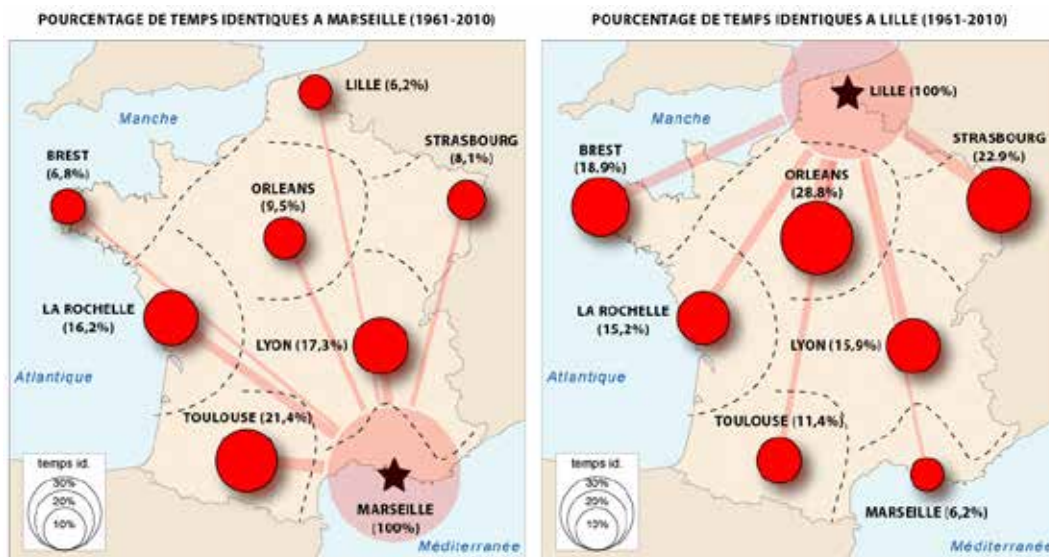 POURCENTAGE DE TEMPS IDENTIQUES A MARSEILLE (1961-2010)
LILLE (6,2%)
Manche
STRASBOURG
(8,1%)
BREST
(6,8%)
ORLEANS
(9,5%)
LA ROCHELLE
(16,2%)
LYON (17,3%)
Atlantique
TOULOUSE (21,4%)
temps id.
30%
20%
10%
MARSEILLE
(100%)
Méditerranée
POURCENTAGE DE TEMPS IDENTIQUES A LILLE (1961-2010)
LILLE (100%)
Manche
STRASBOURG
(22.9%)
BREST
(18.9%)
ORLEANS
(28.8%)
LA ROCHELLE
(15,2%)
LYON (15,9%)
Atlantique
TOULOUSE (11,4%)
temps id.
30%
20%
10%
MARSEILLE (6,2%)
Méditerranée